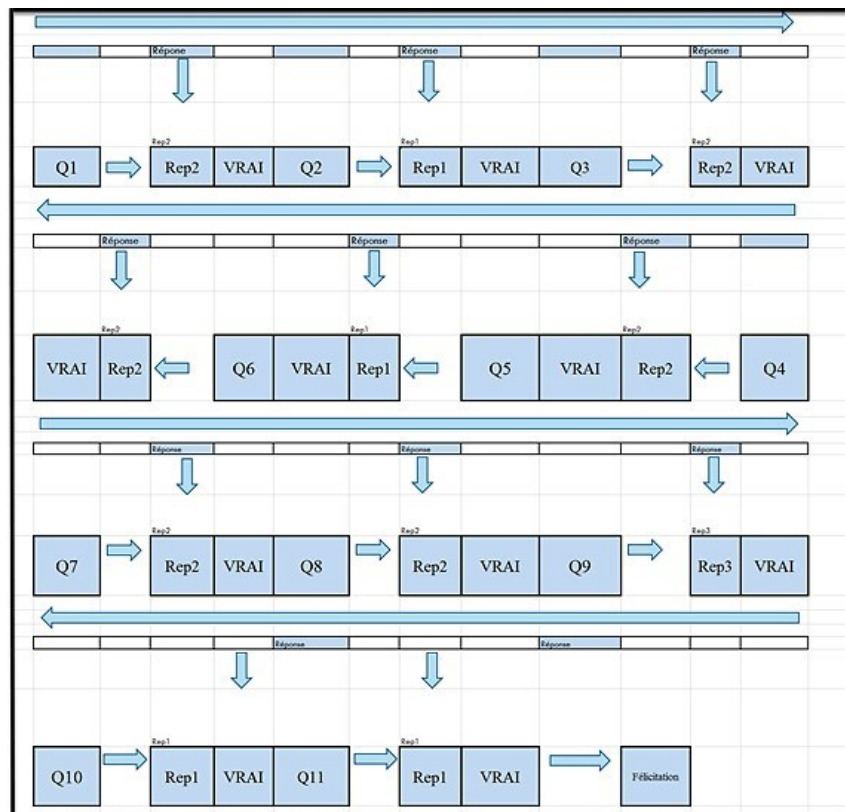 Répone Réponse Réponse
Rep2 Rep1 Rep2
Q1 Rep2 VRAI Q2 Rep1 VRAI Q3 Rep2 VRAI
Réponse Réponse Réponse
Rep2 Rep1 Rep2
VRAI Rep2 Q6 VRAI Rep1 Q5 VRAI Rep2 Q4
Réponse Réponse Réponse
Rep2 Rep2 Rep3
Q7 Rep2 VRAI Q8 Rep2 VRAI Q9 Rep3 VRAI
Réponse Réponse
Rep1 Rep1
Q10 Rep1 VRAI Q11 Rep1 VRAI Félicitation